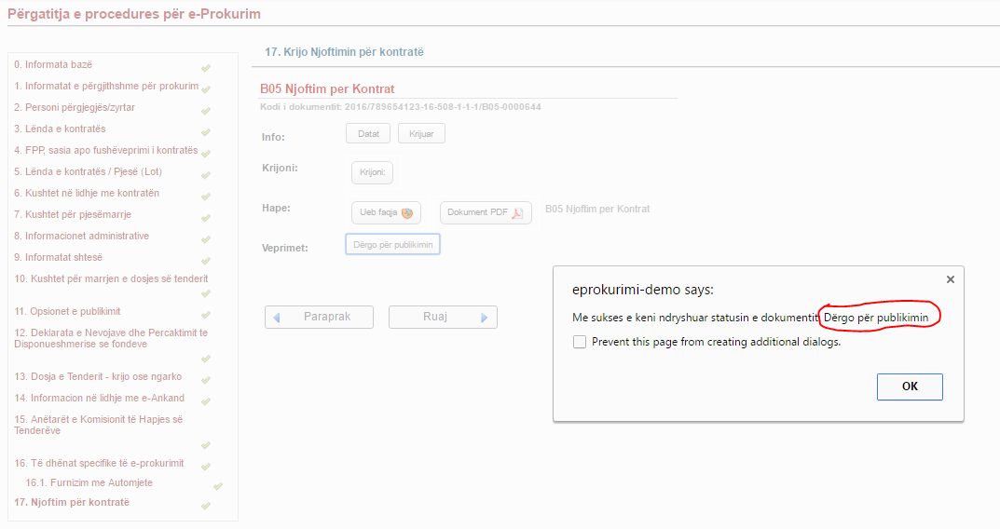 Përgatitja e procedures për e-Prokurim
0. Informata bazë
1. Informatat e përgjithshme për prokurim
2. Personi përgjegjës/zyrtar
3. Lënda e kontratës
4. FPP, sasia apo fushëveprimi i kontratës
5. Lënda e kontratës / Pjesë (Lot)
6. Kushtet në lidhje me kontratën
7. Kushtet për pjesëmarrje
8. Informacionet administrative
9. Informatat shtesë
10. Kushtet për marrjen e dosjes së tenderit
11. Opsionet e publikimit
12. Deklarata e Nevojave dhe Percaktimit te
Disponueshmerise se fondeve
13. Dosja e Tenderit - krijo ose ngarko
14. Informacion në lidhje me e-Ankand
15. Anëtarët e Komisionit të Hapjes së
Tenderëve
16. Të dhënat specifike të e-prokurimit
16.1. Furnizim me Automjete
17. Njoftim për kontratë
17. Krijo Njoftimin për kontratë
B05 Njoftim per Kontrat
Kodi i dokumentit: 2016/789654123-16-508-1-1-1/B05-0000644
Info: Datat Krijuar
Krijoni: Krijoni:
Hape: Ueb faqja Dokument PDF B05 Njoftim per Kontrat
Veprimet: Dërgo për publikimin
Paraprak Ruaj
eprokurimi-demo says:
Me sukses e keni ndryshuar statusin e dokumentit Dërgo për publikimin
Prevent this page from creating additional dialogs.
OK